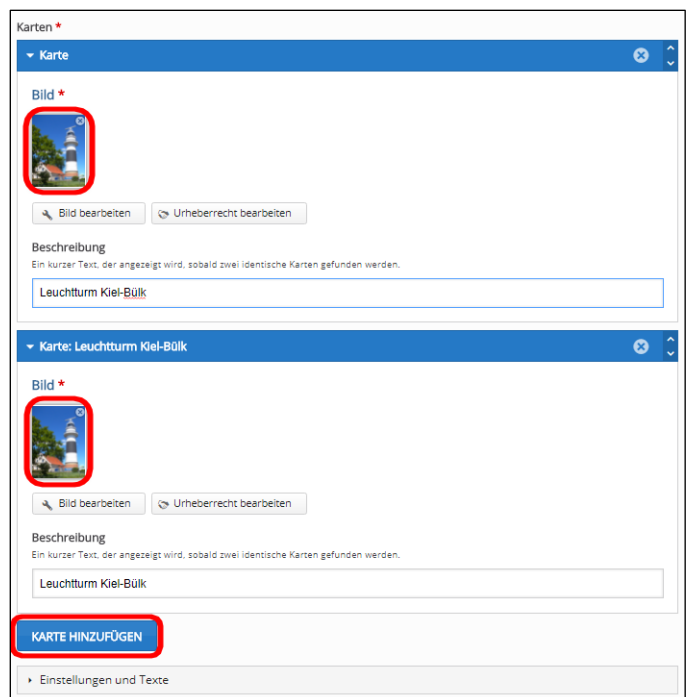 Karten *
Karte
Bild *
Bild bearbeiten Urheberrecht bearbeiten
Beschreibung
Ein kurzer Text, der angezeigt wird, sobald zwei identische Karten gefunden werden.
Leuchtturm Kiel-Bülk
Karte: Leuchtturm Kiel-Bülk
Bild *
Bild bearbeiten Urheberrecht bearbeiten
Beschreibung
Ein kurzer Text, der angezeigt wird, sobald zwei identische Karten gefunden werden.
Leuchtturm Kiel-Bülk
KARTE HINZUFÜGEN
Einstellungen und Texte